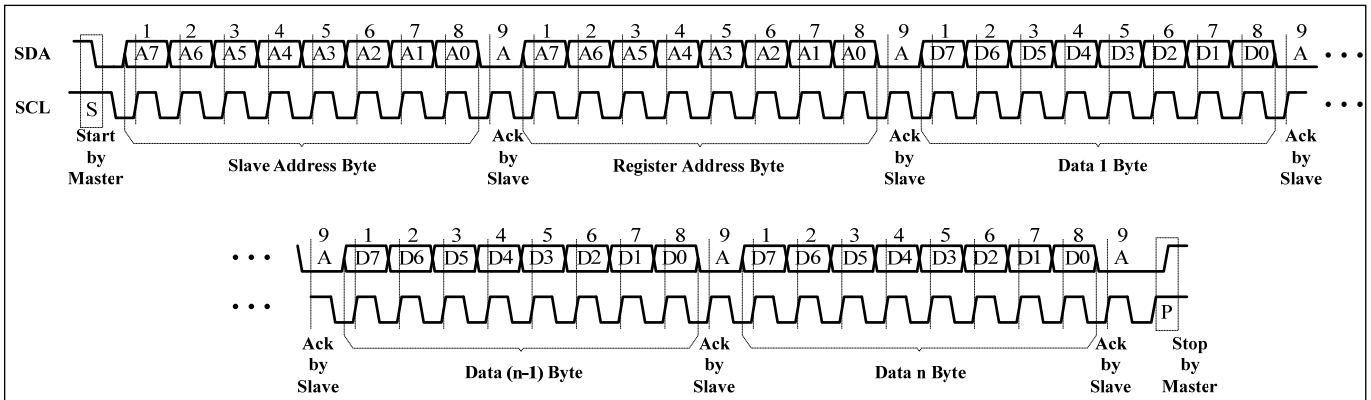 1 2 3 4 5 6 7 8 9 1 2 3 4 5 6 7 8 9 1 2 3 4 5 6 7 8 9
SDA A7 A6 A5 A4 A3 A2 A1 A0 A A7 A6 A5 A4 A3 A2 A1 A0 A D7 D6 D5 D4 D3 D2 D1 D0 A • • •
SCL S • • •
Start by Master
Slave Address Byte
Ack by Slave
Register Address Byte
Ack by Slave
Data 1 Byte
Ack by Slave
9 1 2 3 4 5 6 7 8 9 1 2 3 4 5 6 7 8 9
• • • A D7 D6 D5 D4 D3 D2 D1 D0 A D7 D6 D5 D4 D3 D2 D1 D0 A
• • • P
Ack by Slave
Data (n-1) Byte
Ack by Slave
Data n Byte
Ack by Slave
Stop by Master